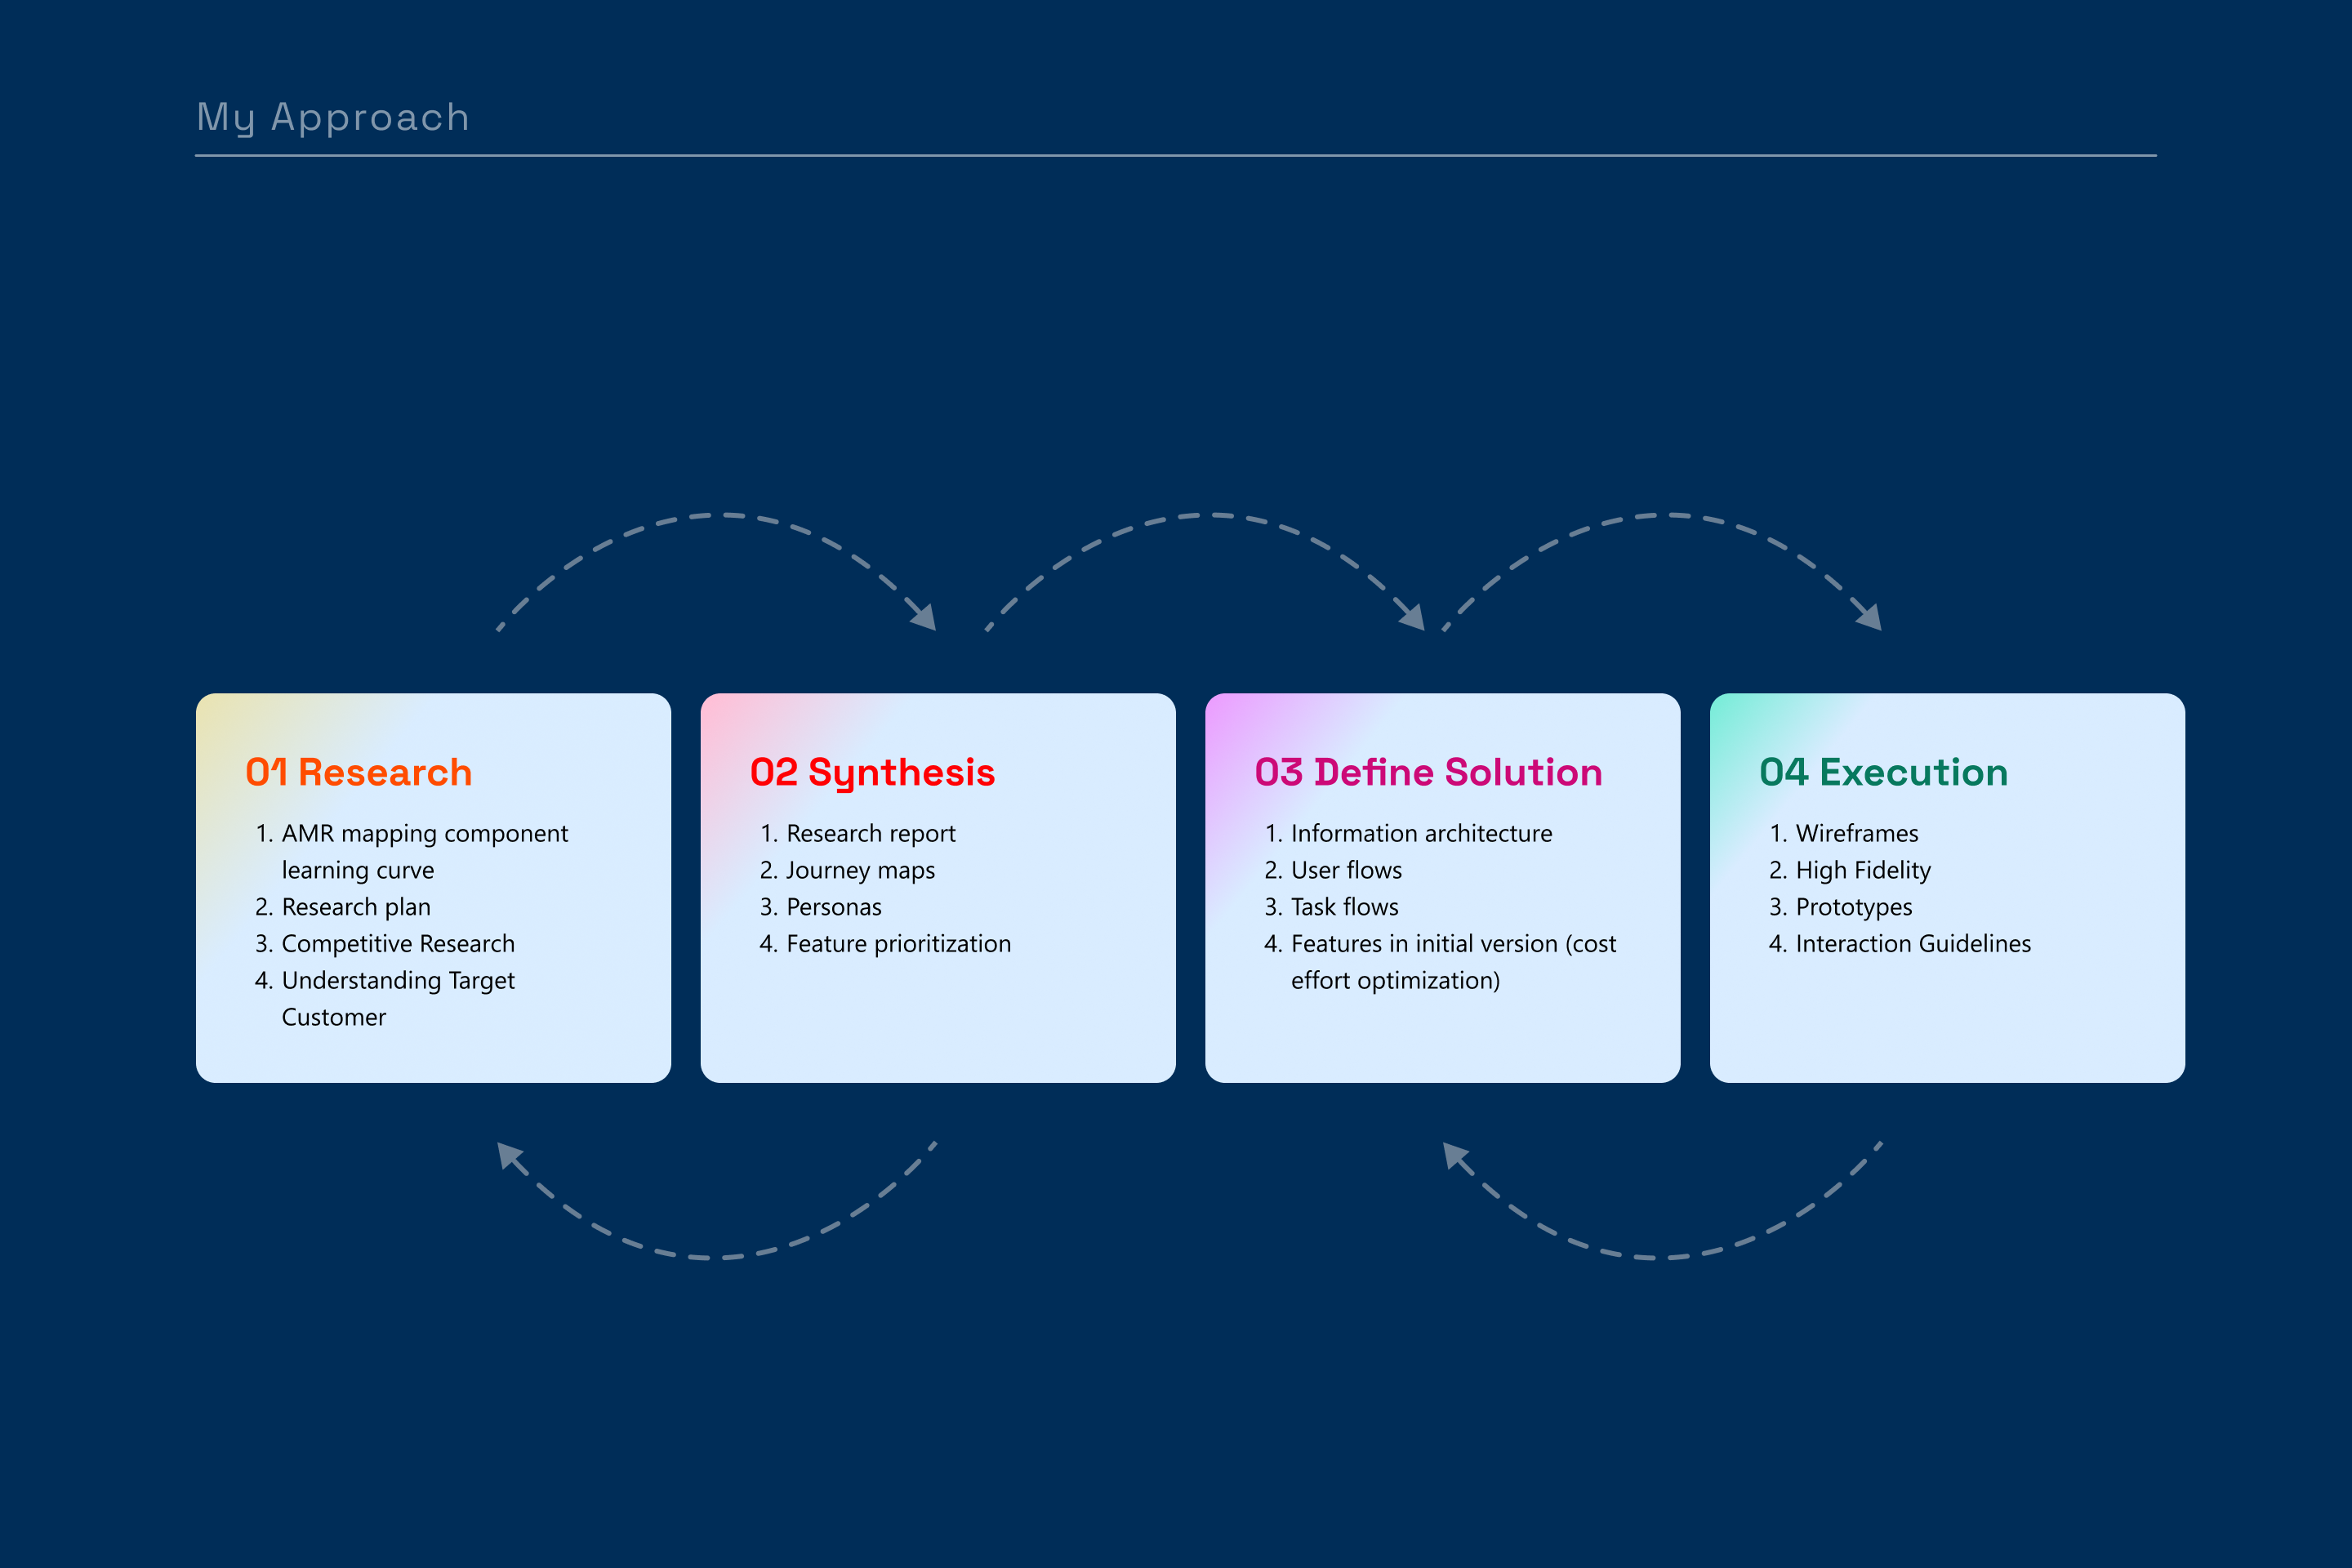 My Approach
01 Research
1. AMR mapping component
learning curve
2. Research plan
3. Competitive Research
4. Understanding Target
Customer
02 Synthesis
1. Research report
2. Journey maps
3. Personas
4. Feature prioritization
03 Define Solution
1. Information architecture
2. User flows
3. Task flows
4. Features in initial version (cost
effort optimization)
04 Execution
1. Wireframes
2. High Fidelity
3. Prototypes
4. Interaction Guidelines